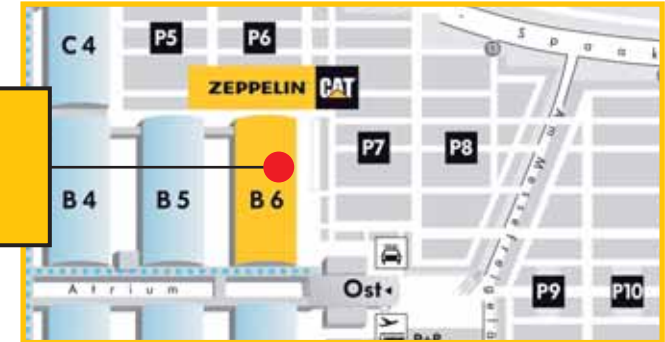 C 4
P5
P6
ZEPPELIN CAT
P7
P8
B 4
B 5
B 6
Atrium
Ost
P9
P10